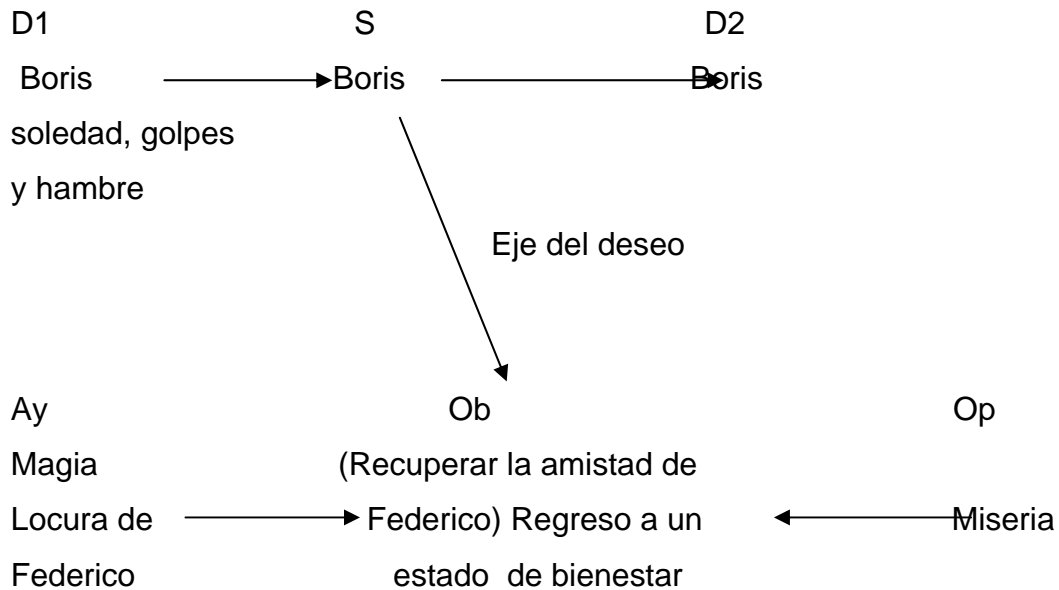 D1 S D2
Boris Boris Boris
soledad, golpes
y hambre
Eje del deseo
Ay Ob Op
Magia (Recuperar la amistad de
Locura de Federico) Regreso a un Miseria
Federico estado de bienestar